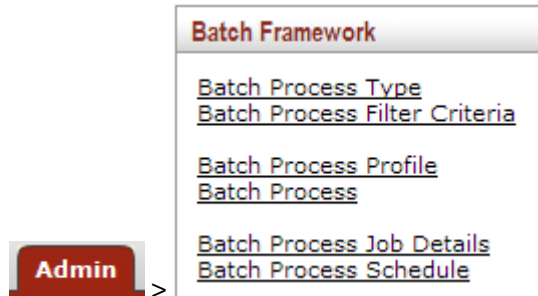 Batch Framework
Batch Process Type
Batch Process Filter Criteria
Batch Process Profile
Batch Process
Batch Process Job Details
Batch Process Schedule
Admin >